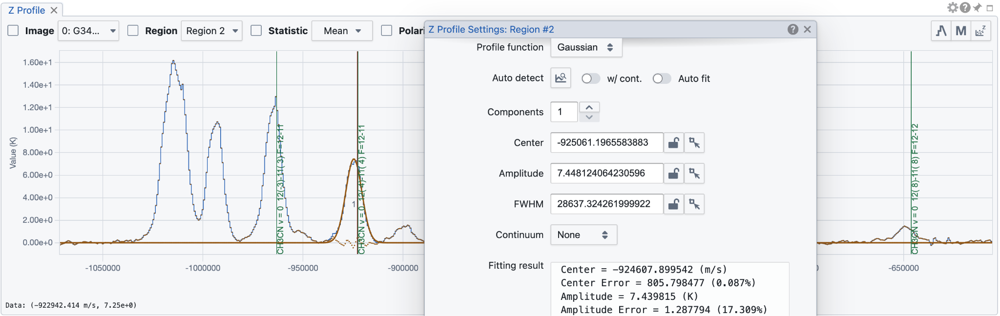 Z Profile
Image 0: G34... Region Region 2 Statistic Mean Polari
Z Profile Settings: Region #2
M
Z
Profile function Gaussian
Auto detect w/ cont. Auto fit
Components 1
Center -925061.1965583883
Amplitude 7.448124064230596
FWHM 28637.324261999922
Continuum None
Fitting result
Center = -924607.899542 (m/s)
Center Error = 805.798477 (0.087%)
Amplitude = 7.439815 (K)
Amplitude Error = 1.287794 (17.309%)
Value (K)
1.60e+1
1.40e+1
1.20e+1
1.00e+1
8.00e+0
6.00e+0
4.00e+0
2.00e+0
0.00e+0
CH3CN v = 0 12(-3)-11( 3) F=12-11
1
CH3CN v = 0 12( 4)-11( 4) F=12-11
CH3CN v = 0 12( 8)-11( 8) F=12-12
-1050000 -1000000 -950000 -900000 -650000
Data: (-922942.414 m/s, 7.25e+0)